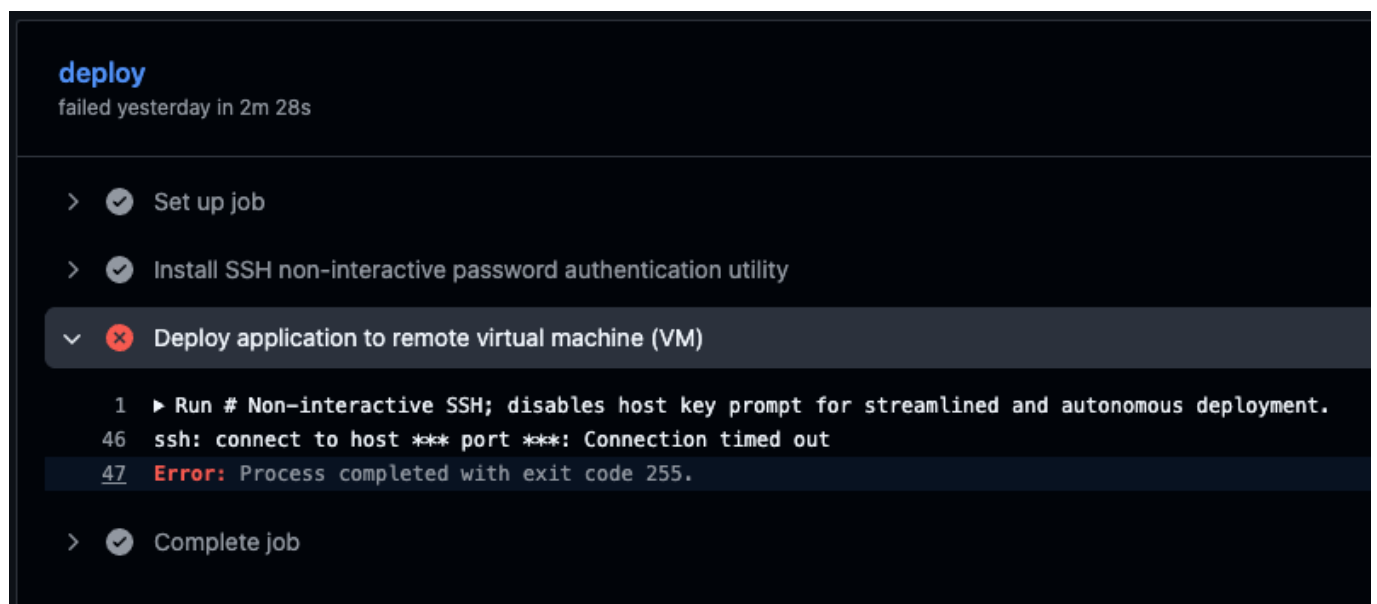 deploy
failed yesterday in 2m 28s
Set up job
Install SSH non-interactive password authentication utility
Deploy application to remote virtual machine (VM)
1 ▶ Run # Non-interactive SSH; disables host key prompt for streamlined and autonomous deployment.
46 ssh: connect to host *** port ***: Connection timed out
47 Error: Process completed with exit code 255.
Complete job